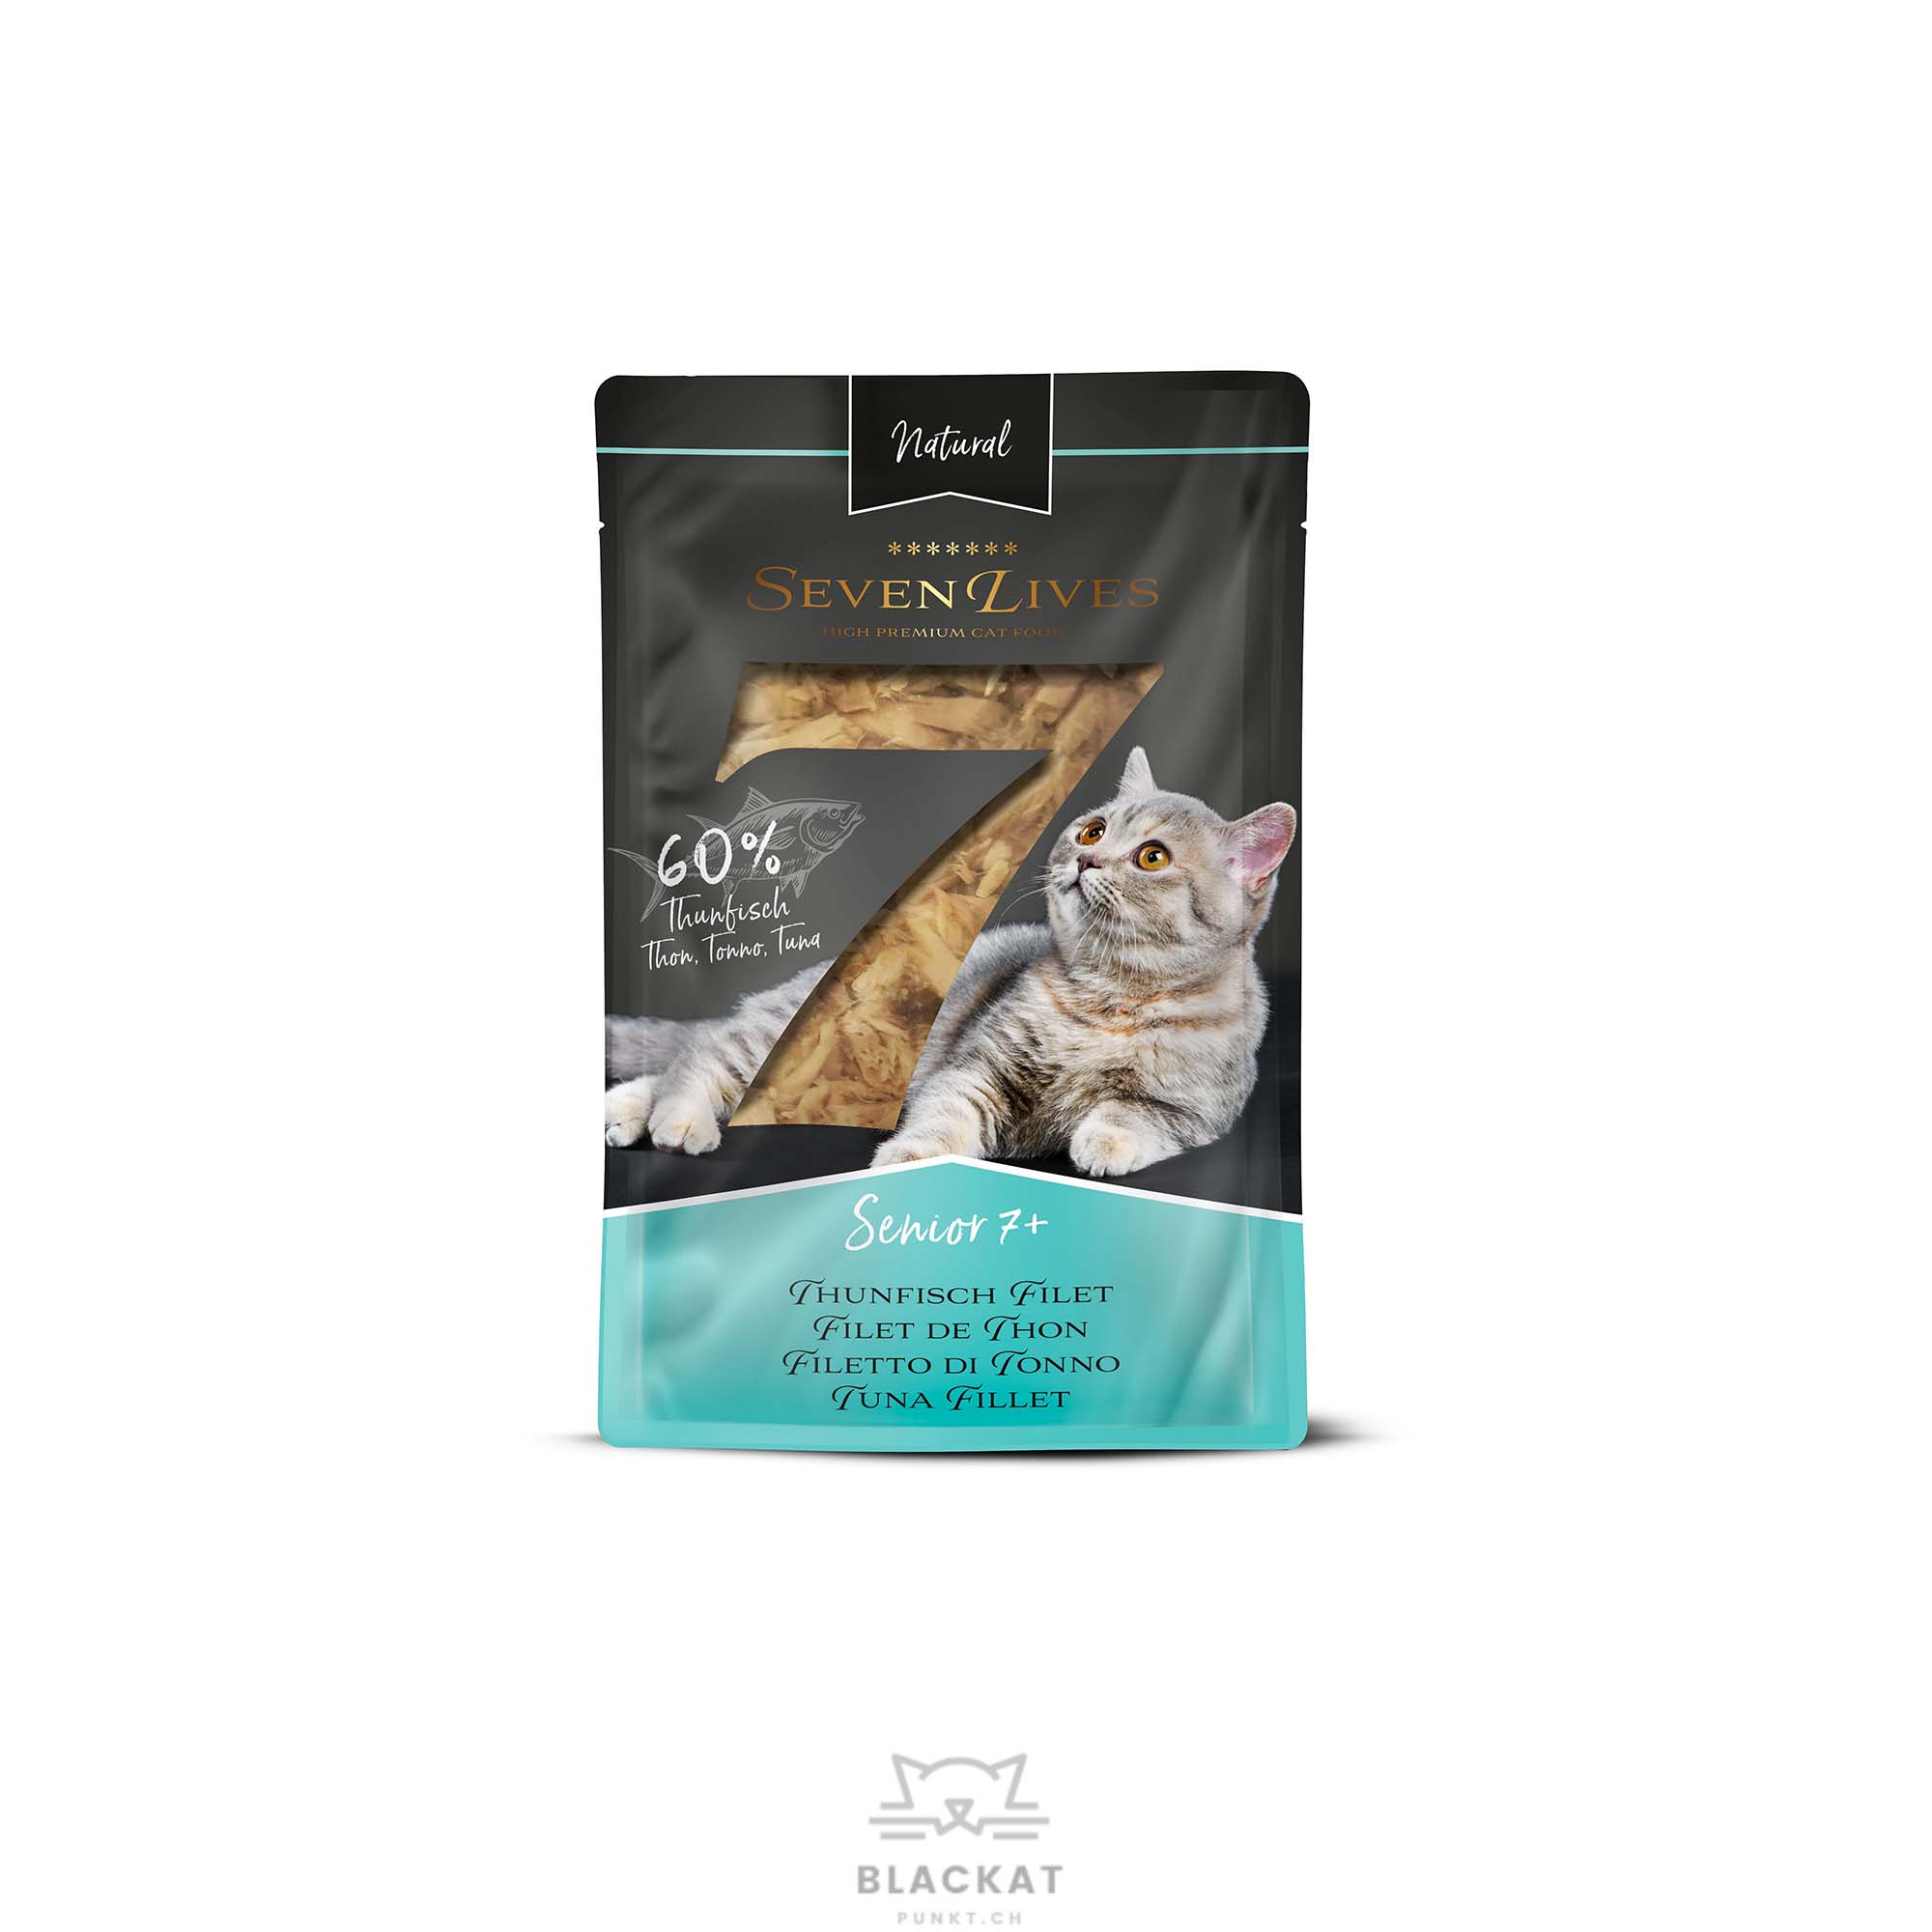 Natural
*******
SEVEN LIVES
HIGH PREMIUM CAT FOOD
7
60%
Thunfisch
Thon, Tonno, Tuna
Senior 7+
THUNFISCH FILET
FILET DE THON
FILETTO DI TONNO
TUNA FILLET
BLACKAT
PUNKT.CH